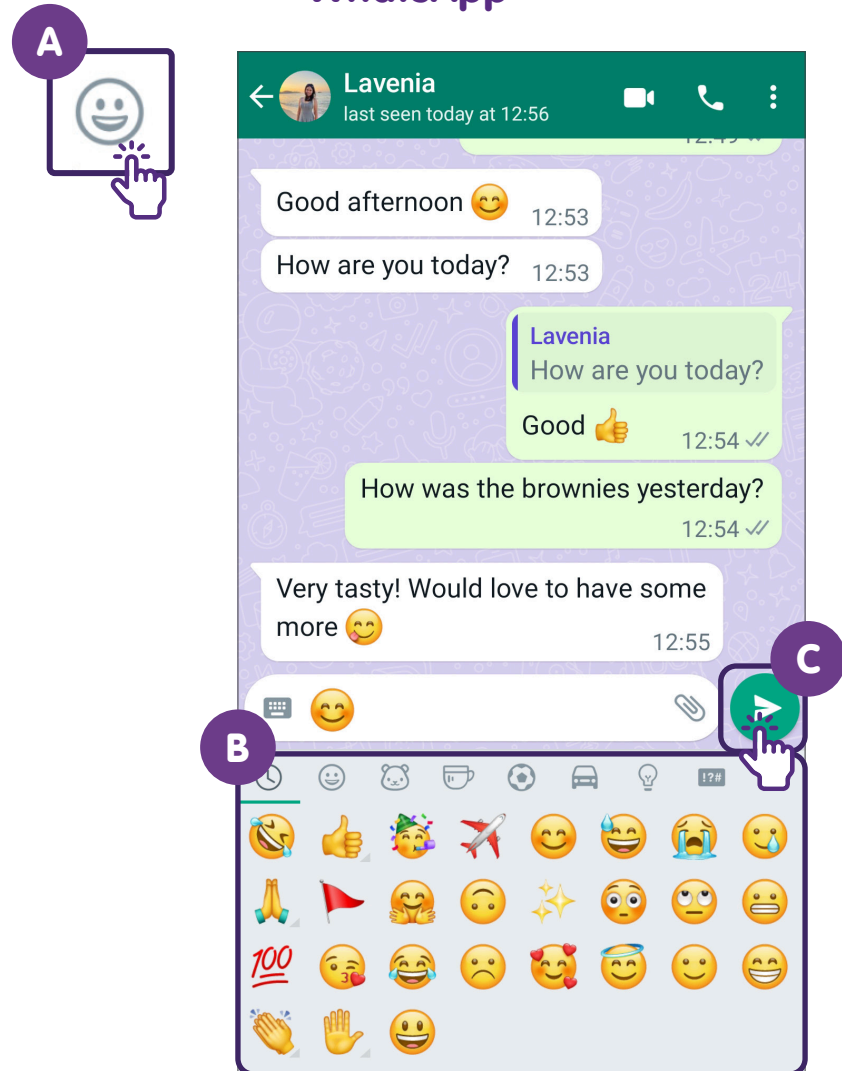 A
Lavenia
last seen today at 12:56
Good afternoon 😊
12:53
How are you today?
12:53
Lavenia
How are you today?
Good 👍
12:54
How was the brownies yesterday?
12:54
Very tasty! Would love to have some
more 😋
12:55
C
😊
B
!?#
100